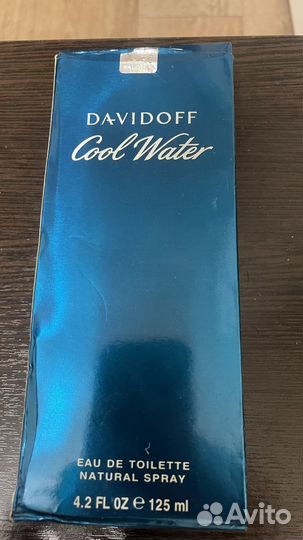 DAVIDOFF
Cool Water
EAU DE TOILETTE
NATURAL SPRAY
4.2 FL OZ ℮ 125 ml
Avito